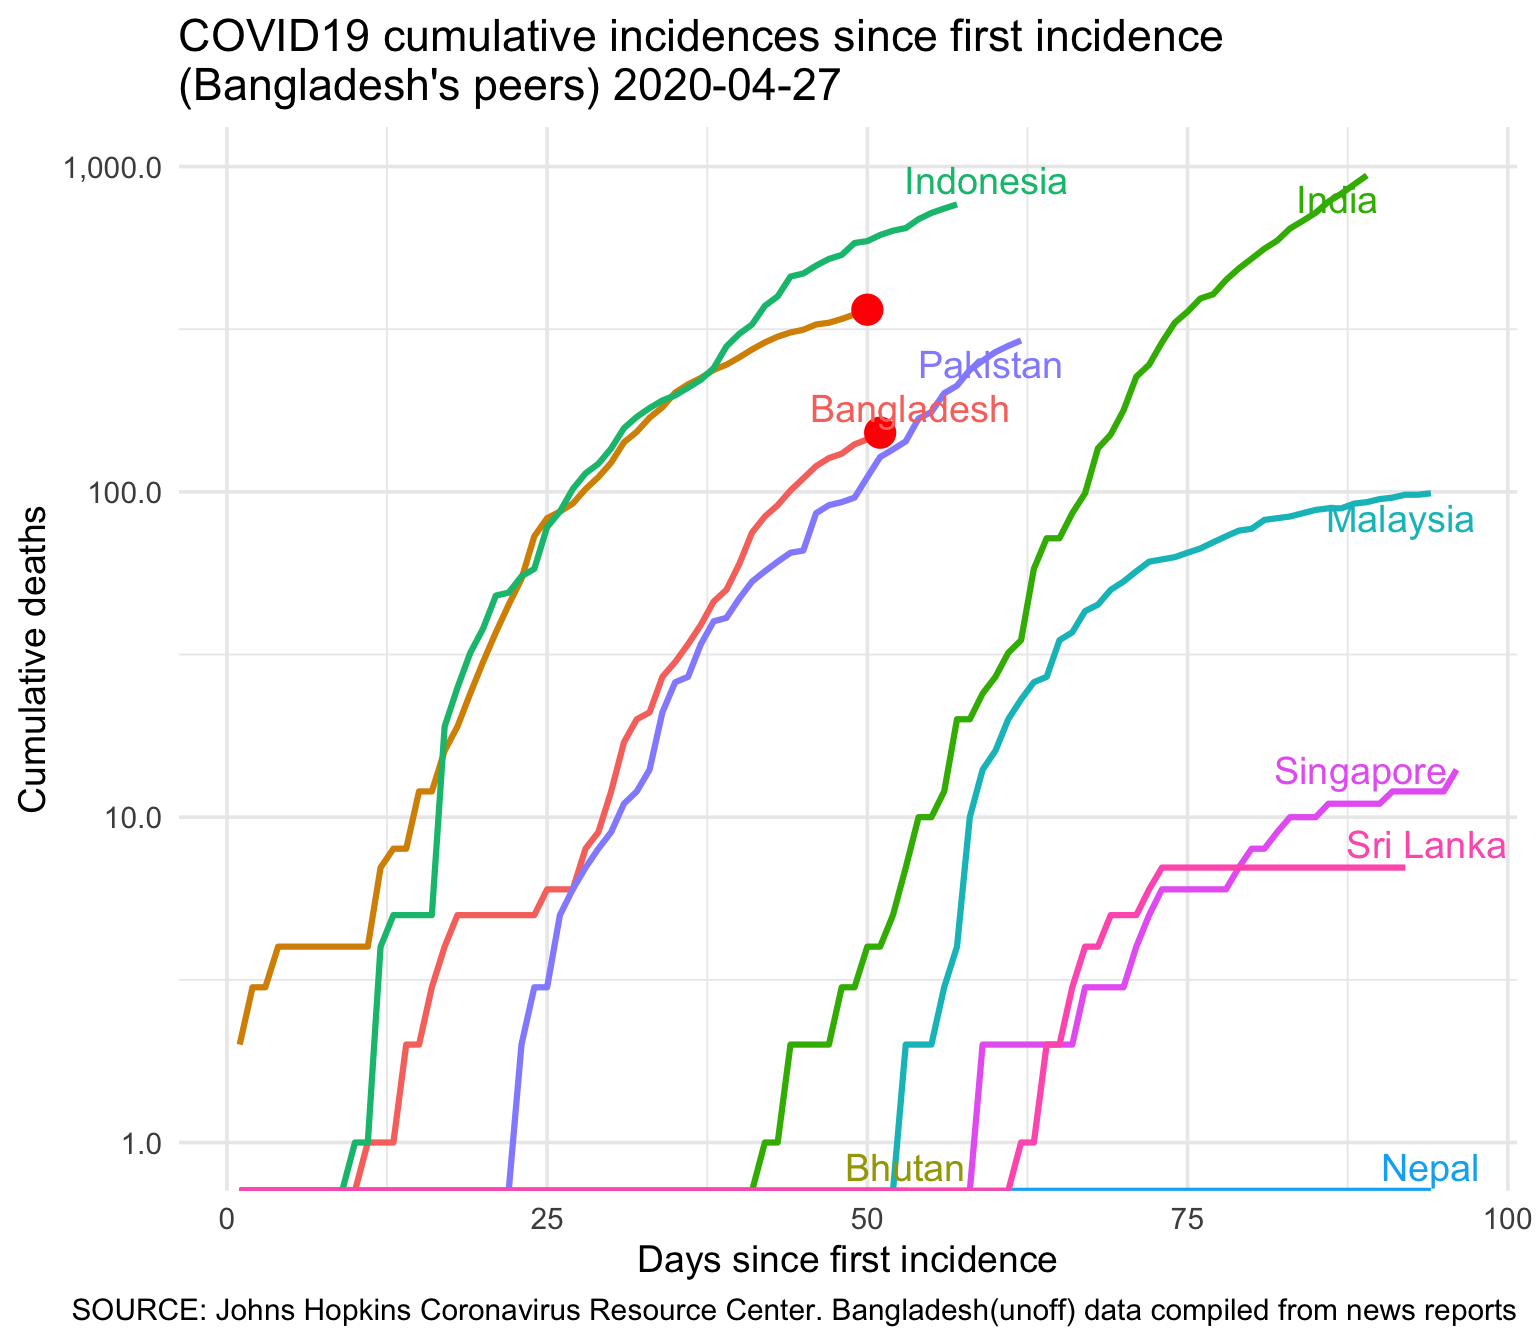 COVID19 cumulative incidences since first incidence
(Bangladesh's peers) 2020-04-27
1,000.0
100.0
10.0
1.0
Cumulative deaths
Indonesia
India
Pakistan
Bangladesh
Malaysia
Singapore
Sri Lanka
Bhutan
Nepal
0 25 50 75 100
Days since first incidence
SOURCE: Johns Hopkins Coronavirus Resource Center. Bangladesh(unoff) data compiled from news reports